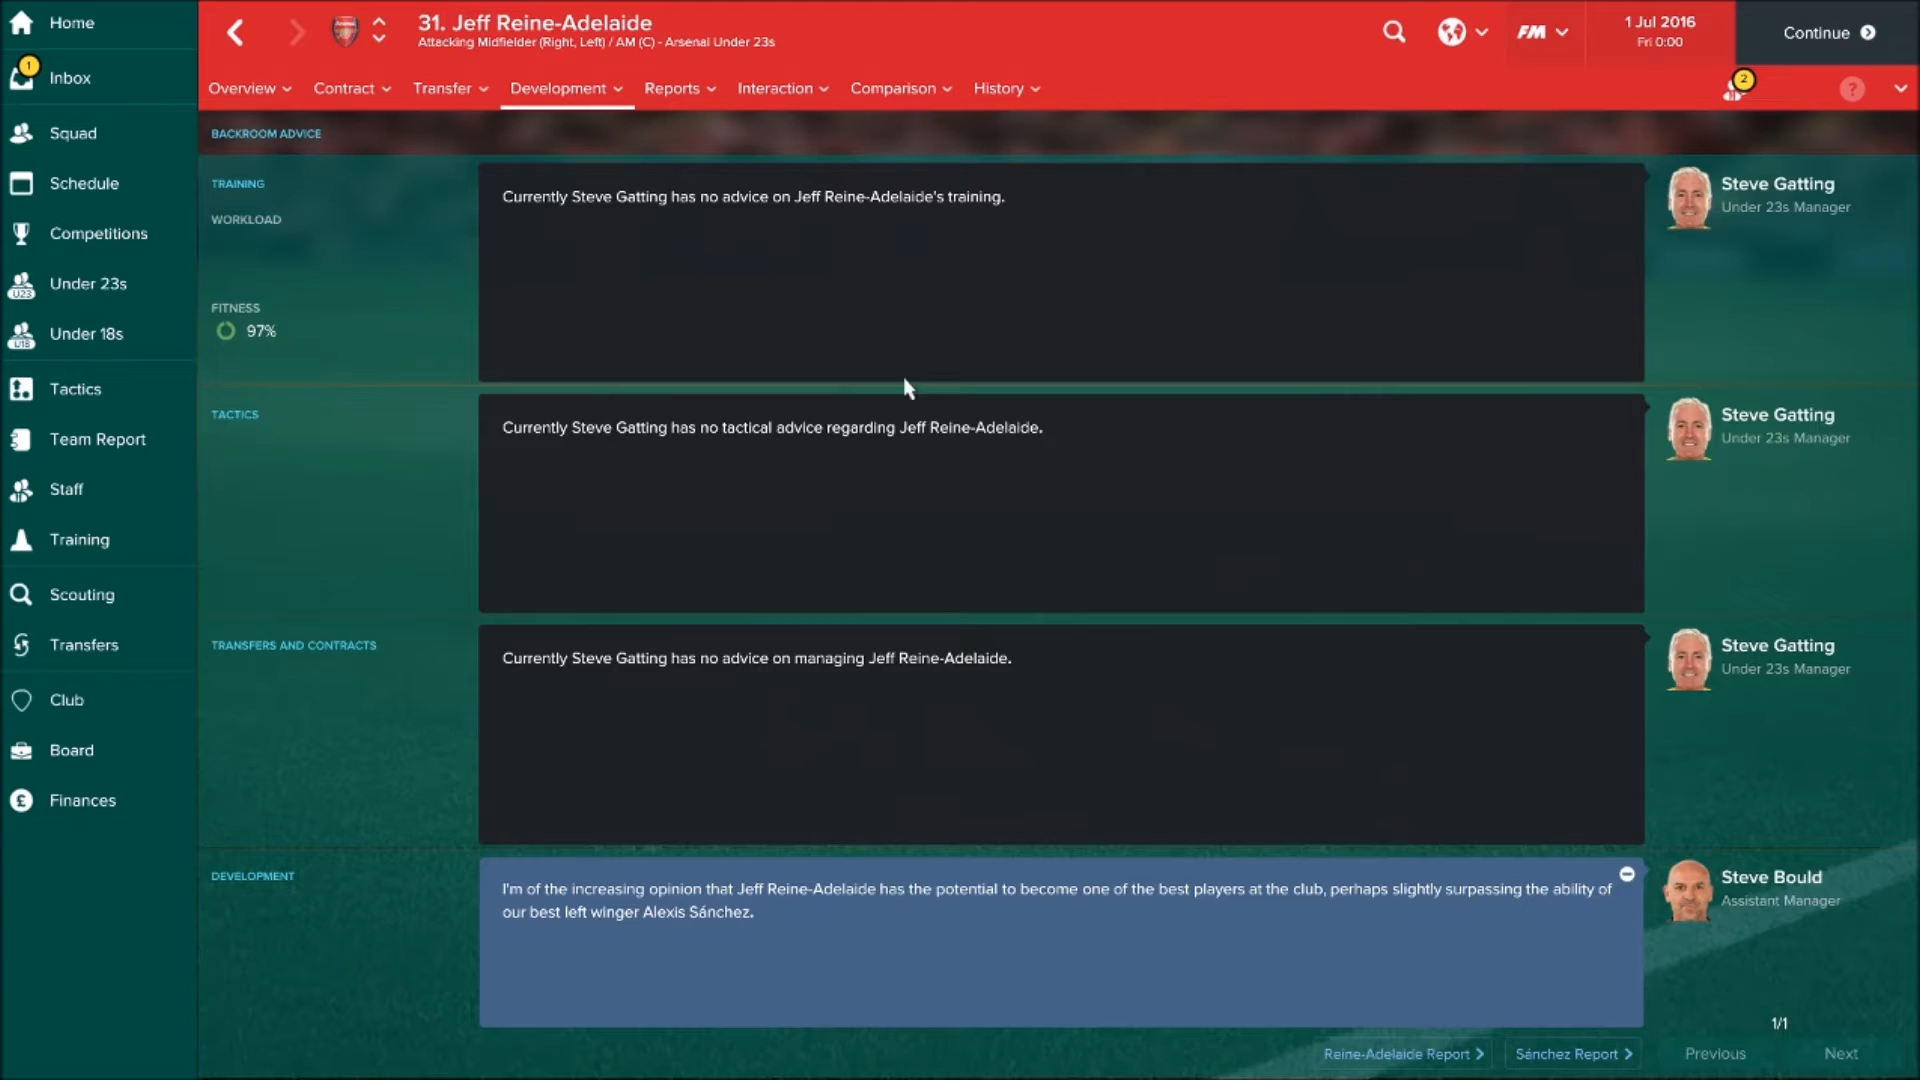 Home
31. Jeff Reine-Adelaide
Attacking Midfielder (Right, Left) / AM (C) - Arsenal Under 23s
FM
1 Jul 2016
Fri 0:00
Continue
1
Inbox
Overview
Contract
Transfer
Development
Reports
Interaction
Comparison
History
2
?
Squad
Schedule
Competitions
U23
Under 23s
U18
Under 18s
Tactics
Team Report
Staff
Training
Scouting
Transfers
Club
Board
£
Finances
BACKROOM ADVICE
TRAINING
WORKLOAD
FITNESS
97%
Currently Steve Gatting has no advice on Jeff Reine-Adelaide's training.
Steve Gatting
Under 23s Manager
TACTICS
Currently Steve Gatting has no tactical advice regarding Jeff Reine-Adelaide.
Steve Gatting
Under 23s Manager
TRANSFERS AND CONTRACTS
Currently Steve Gatting has no advice on managing Jeff Reine-Adelaide.
Steve Gatting
Under 23s Manager
DEVELOPMENT
I'm of the increasing opinion that Jeff Reine-Adelaide has the potential to become one of the best players at the club, perhaps slightly surpassing the ability of
our best left winger Alexis Sánchez.
Steve Bould
Assistant Manager
1/1
Reine-Adelaide Report
Sánchez Report
Previous
Next